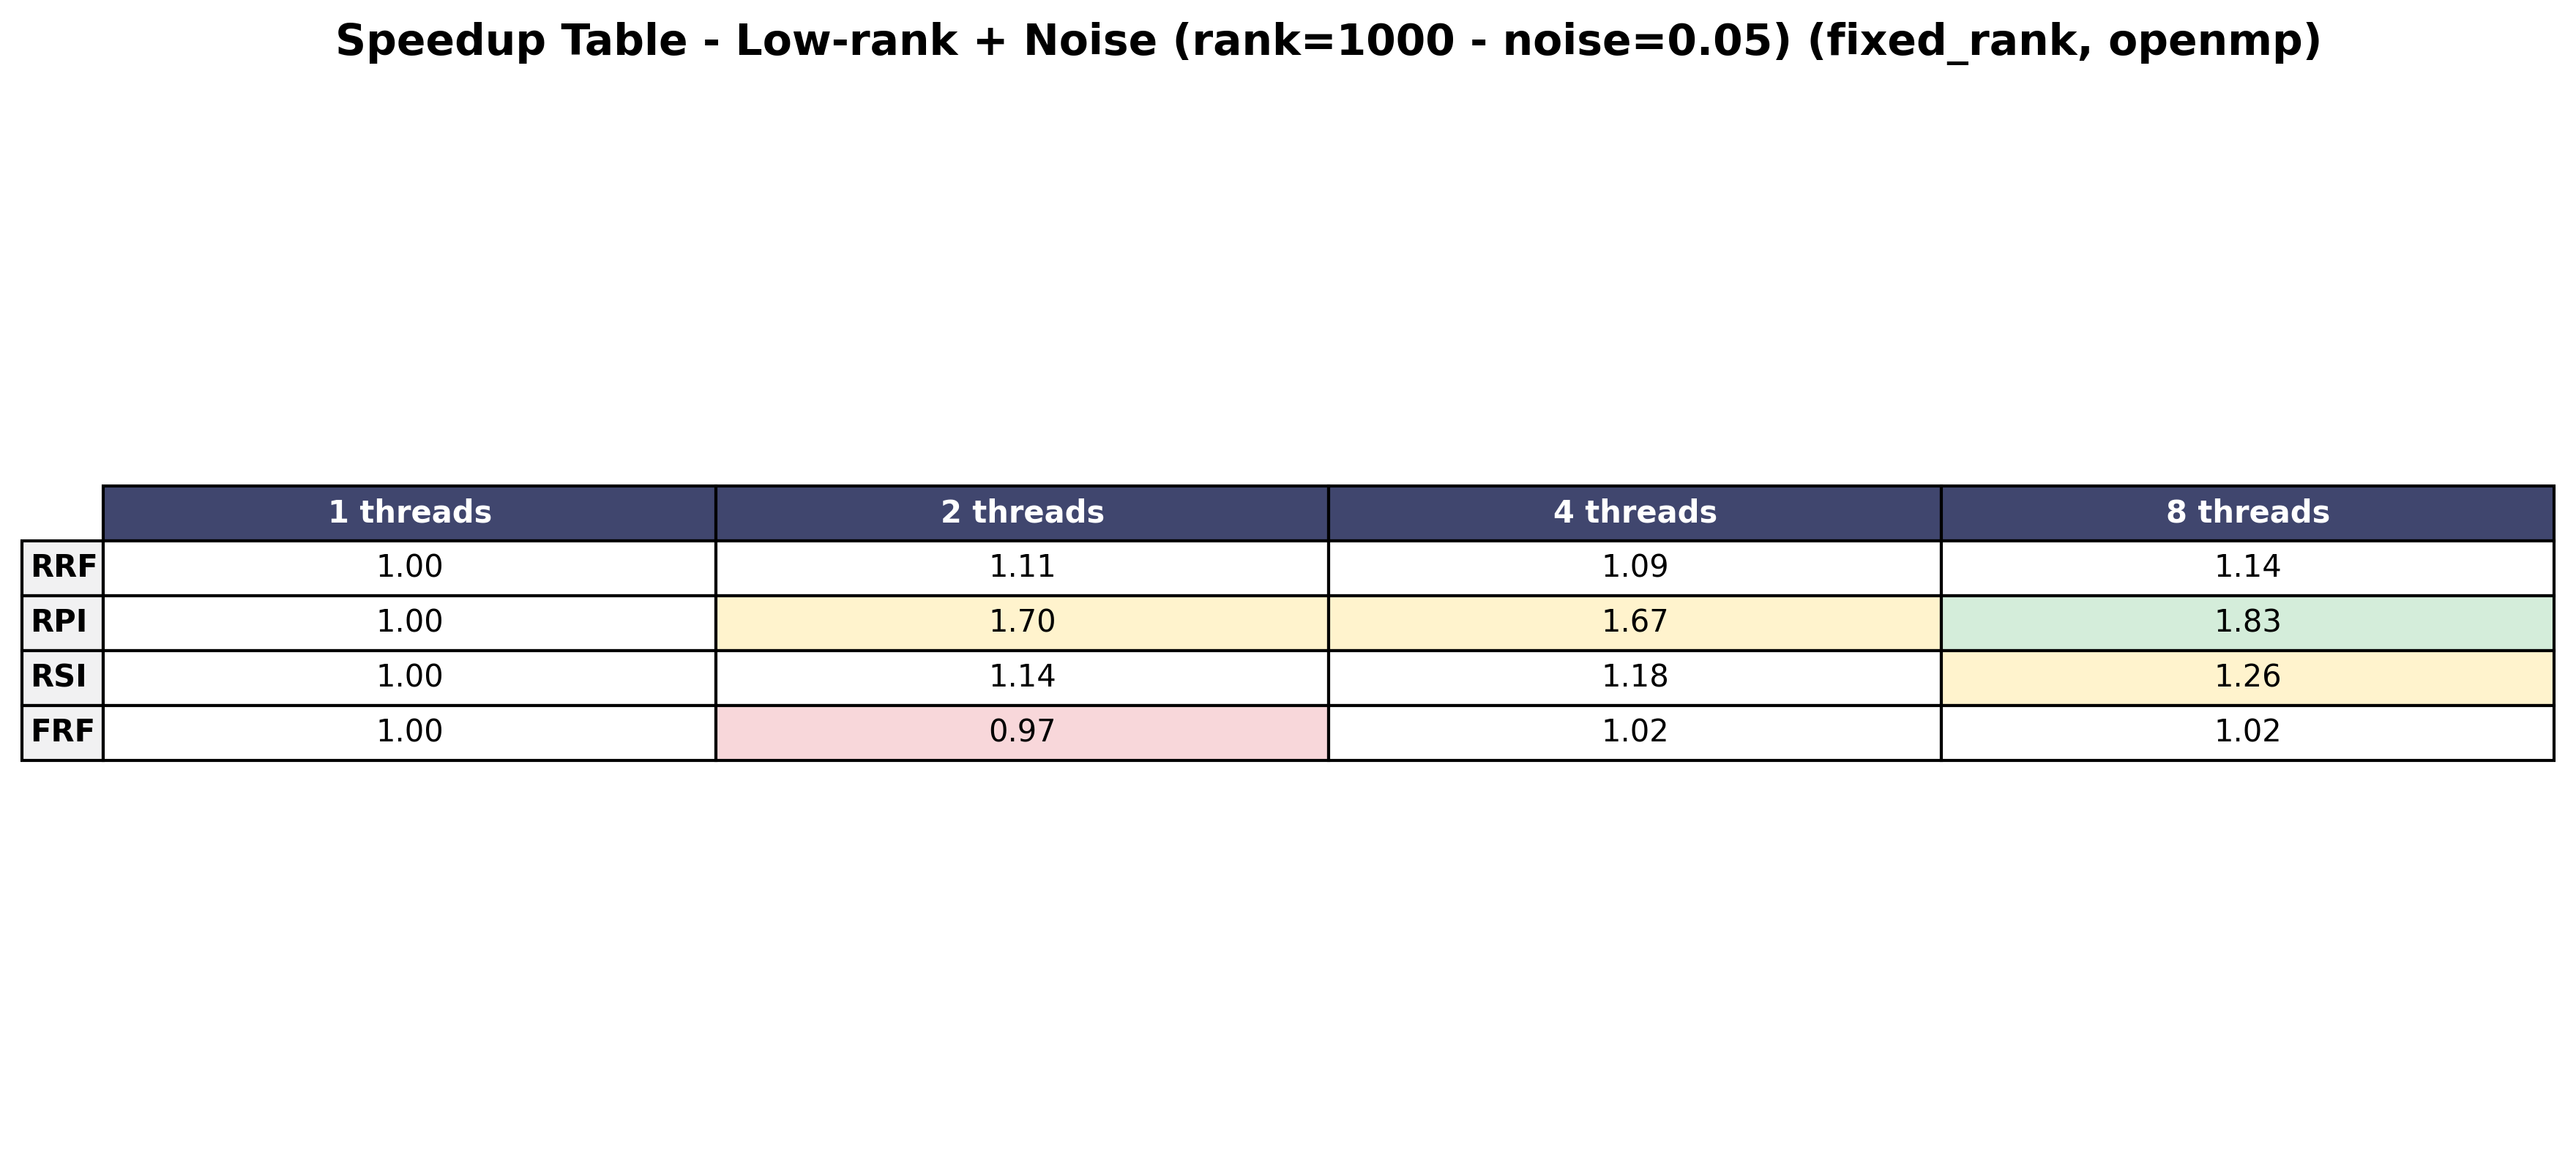 Speedup Table - Low-rank + Noise (rank=1000 - noise=0.05) (fixed_rank, openmp)
1 threads 2 threads 4 threads 8 threads
RRF 1.00 1.11 1.09 1.14
RPI 1.00 1.70 1.67 1.83
RSI 1.00 1.14 1.18 1.26
FRF 1.00 0.97 1.02 1.02